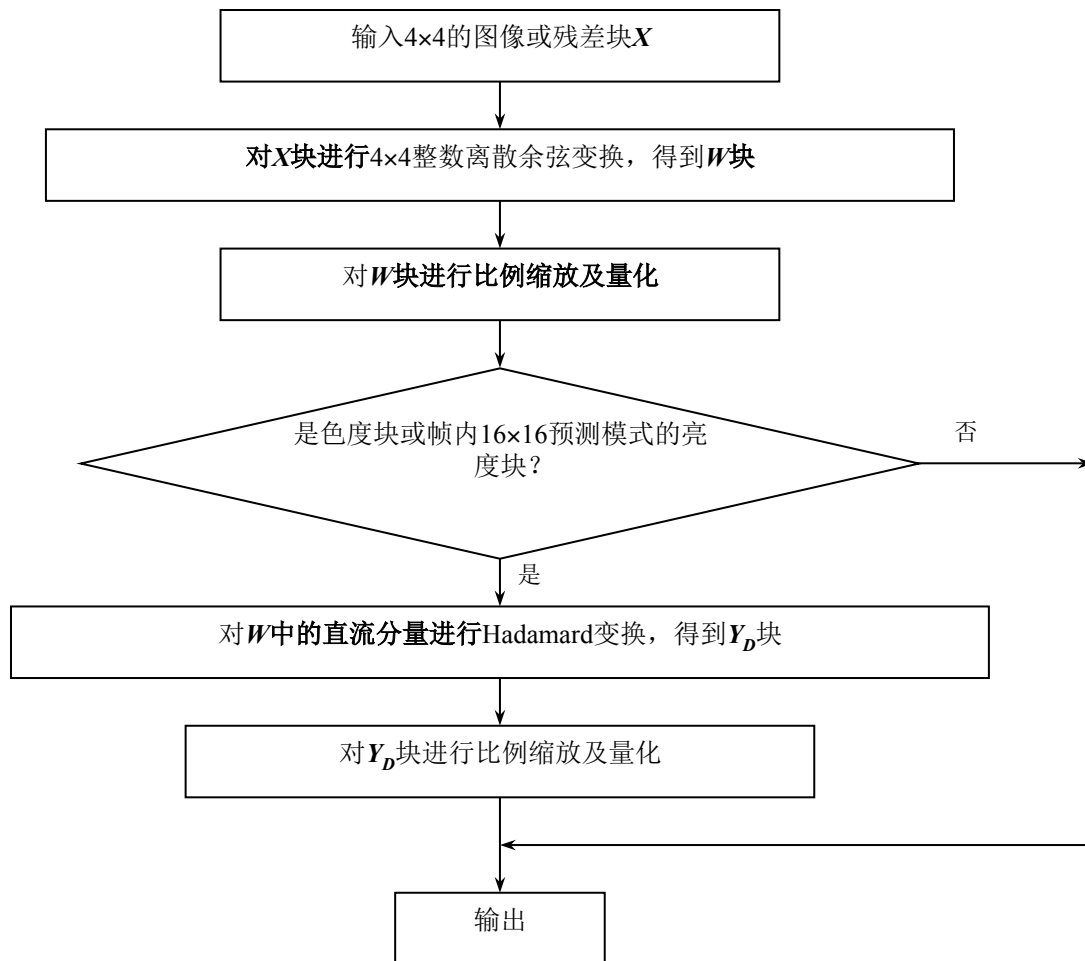 输入4×4的图像或残差块X
对X块进行4×4整数离散余弦变换，得到W块
对W块进行比例缩放及量化
是色度块或帧内16×16预测模式的亮
度块？
否
是
对W中的直流分量进行Hadamard变换，得到Y_D块
对Y_D块进行比例缩放及量化
输出